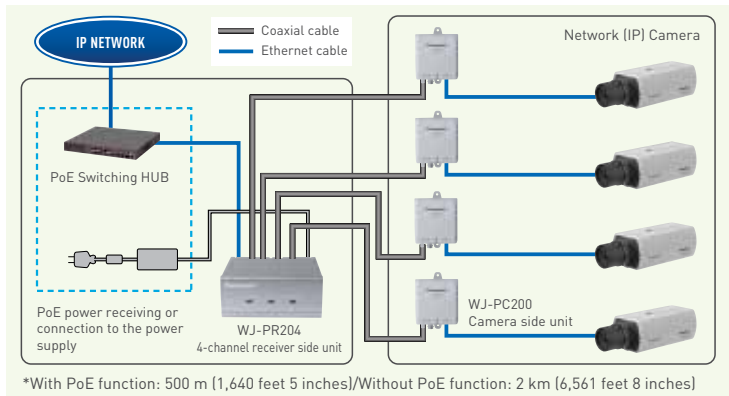 IP NETWORK
Coaxial cable
Ethernet cable
Network (IP) Camera
PoE Switching HUB
PoE power receiving or
connection to the power
supply
WJ-PR204
4-channel receiver side unit
WJ-PC200
Camera side unit
*With PoE function: 500 m (1,640 feet 5 inches)/Without PoE function: 2 km (6,561 feet 8 inches)